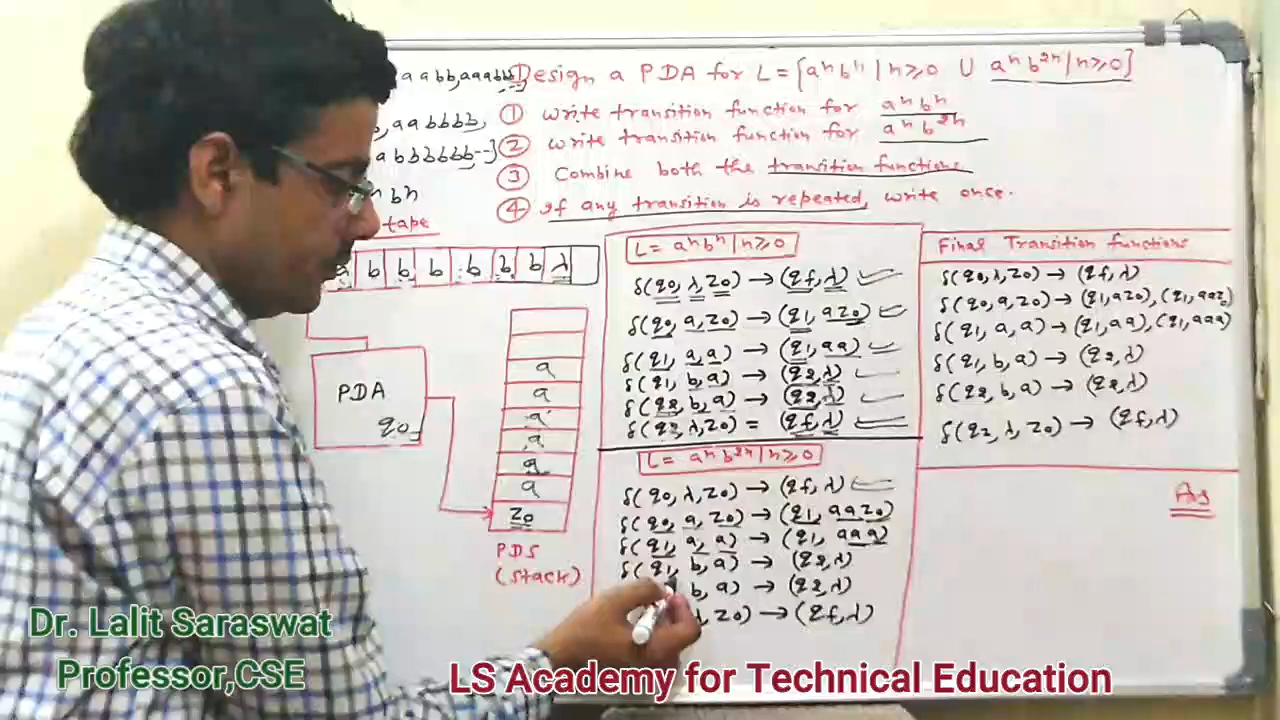 aabb,aaabb
Design a PDA for L = {aⁿbⁿ | n≥0 ∪ aⁿb²ⁿ | n≥0}
, aabbbb,
abbbbbb--}
bn
tape
① write transition function for aⁿbⁿ
② write transition function for aⁿb²ⁿ
③ Combine both the transition functions
④ If any transition is repeated, write once.
a b b b b b b λ
PDA
q0
a
a
a
a
a
a
z0
PDS
(stack)
L = aⁿbⁿ | n≥0
δ(q0, λ, z0) → (qf, λ)
δ(q0, a, z0) → (q1, az0)
δ(q1, a, a) → (q1, aa)
δ(q1, b, a) → (q2, λ)
δ(q2, b, a) → (q2, λ)
δ(q2, λ, z0) = (qf, λ)
L = aⁿb²ⁿ | n≥0
δ(q0, λ, z0) → (qf, λ)
δ(q0, a, z0) → (q1, aaz0)
δ(q1, a, a) → (q1, aaa)
δ(q1, b, a) → (q2, λ)
b, a) → (q2, λ)
λ, z0) → (qf, λ)
Final Transition functions
δ(q0, λ, z0) → (qf, λ)
δ(q0, a, z0) → (q1, az0), (q1, aaz0)
δ(q1, a, a) → (q1, aa), (q1, aaa)
δ(q1, b, a) → (q2, λ)
δ(q2, b, a) → (q2, λ)
δ(q2, λ, z0) → (qf, λ)
Ans
Dr. Lalit Saraswat
Professor,CSE
LS Academy for Technical Education